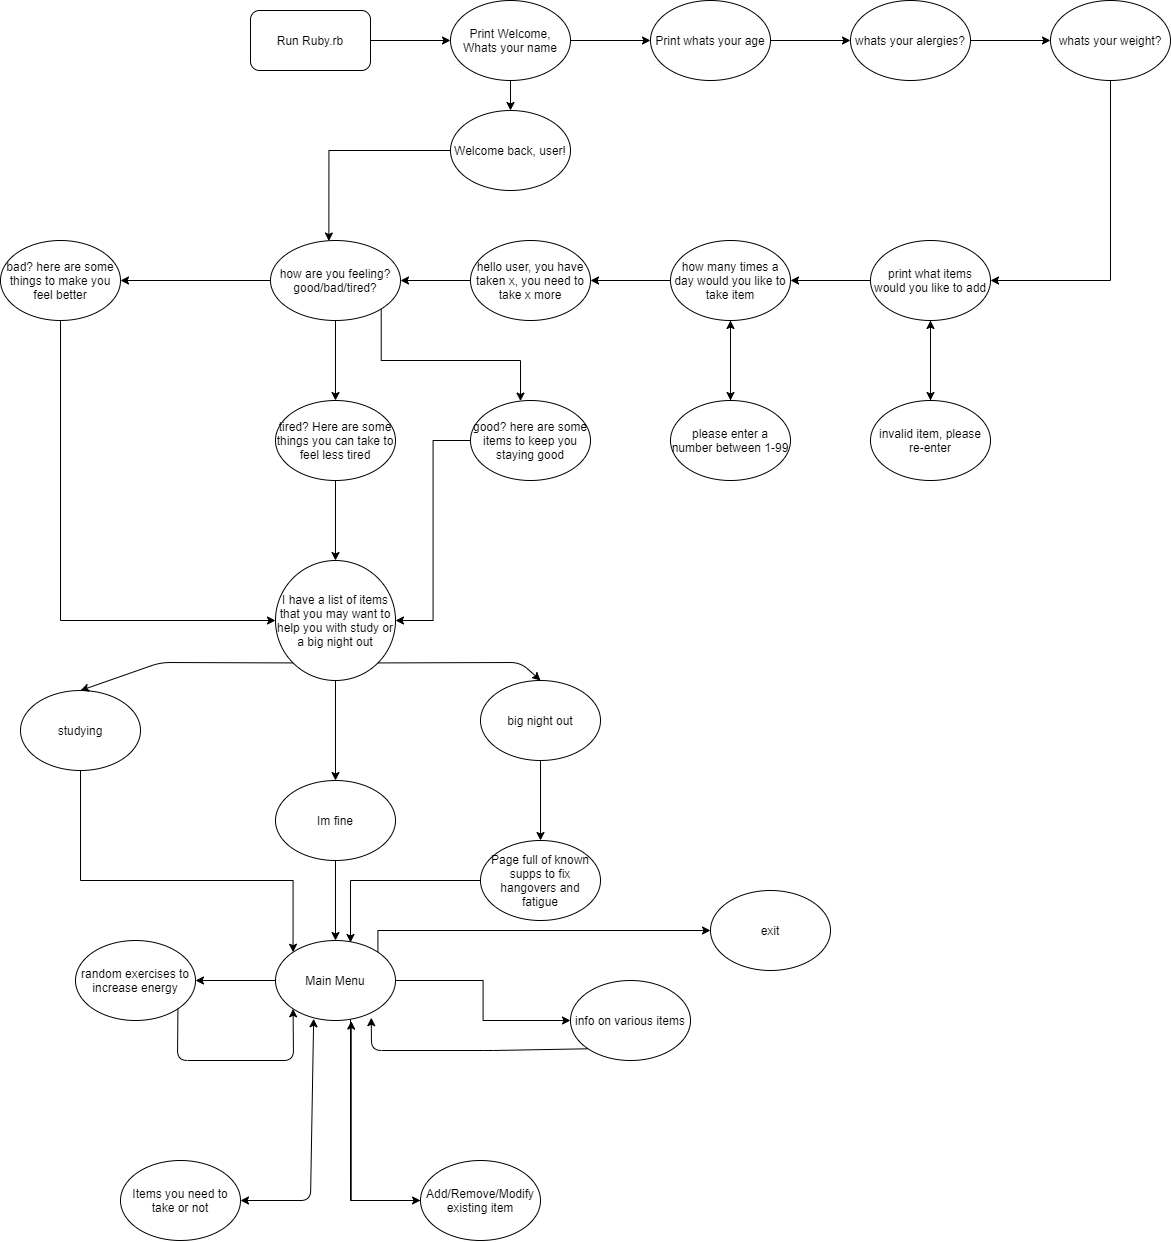 Run Ruby.rb
Print Welcome,
Whats your name
Print whats your age
whats your alergies?
whats your weight?
Welcome back, user!
bad? here are some
things to make you
feel better
how are you feeling?
good/bad/tired?
hello user, you have
taken x, you need to
take x more
how many times a
day would you like to
take item
print what items
would you like to add
tired? Here are some
things you can take to
feel less tired
good? here are some
items to keep you
staying good
please enter a
number between 1-99
invalid item, please
re-enter
I have a list of items
that you may want to
help you with study or
a big night out
studying
big night out
Im fine
Page full of known
supps to fix
hangovers and
fatigue
exit
random exercises to
increase energy
Main Menu
info on various items
Items you need to
take or not
Add/Remove/Modify
existing item